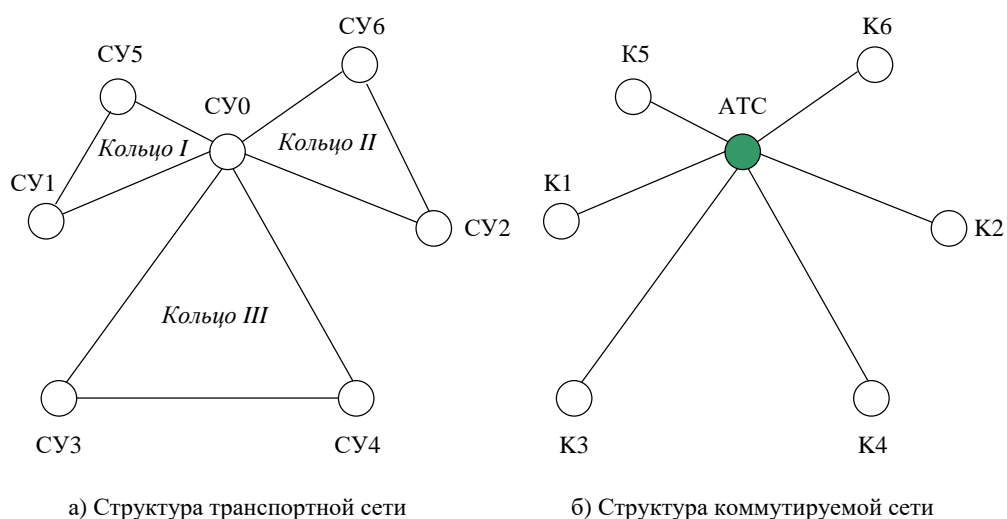 СУ6
СУ5
СУ0
Кольцо I
Кольцо II
СУ1
СУ2
Кольцо III
СУ3
СУ4
а) Структура транспортной сети
К6
К5
АТС
К1
К2
К3
К4
б) Структура коммутируемой сети